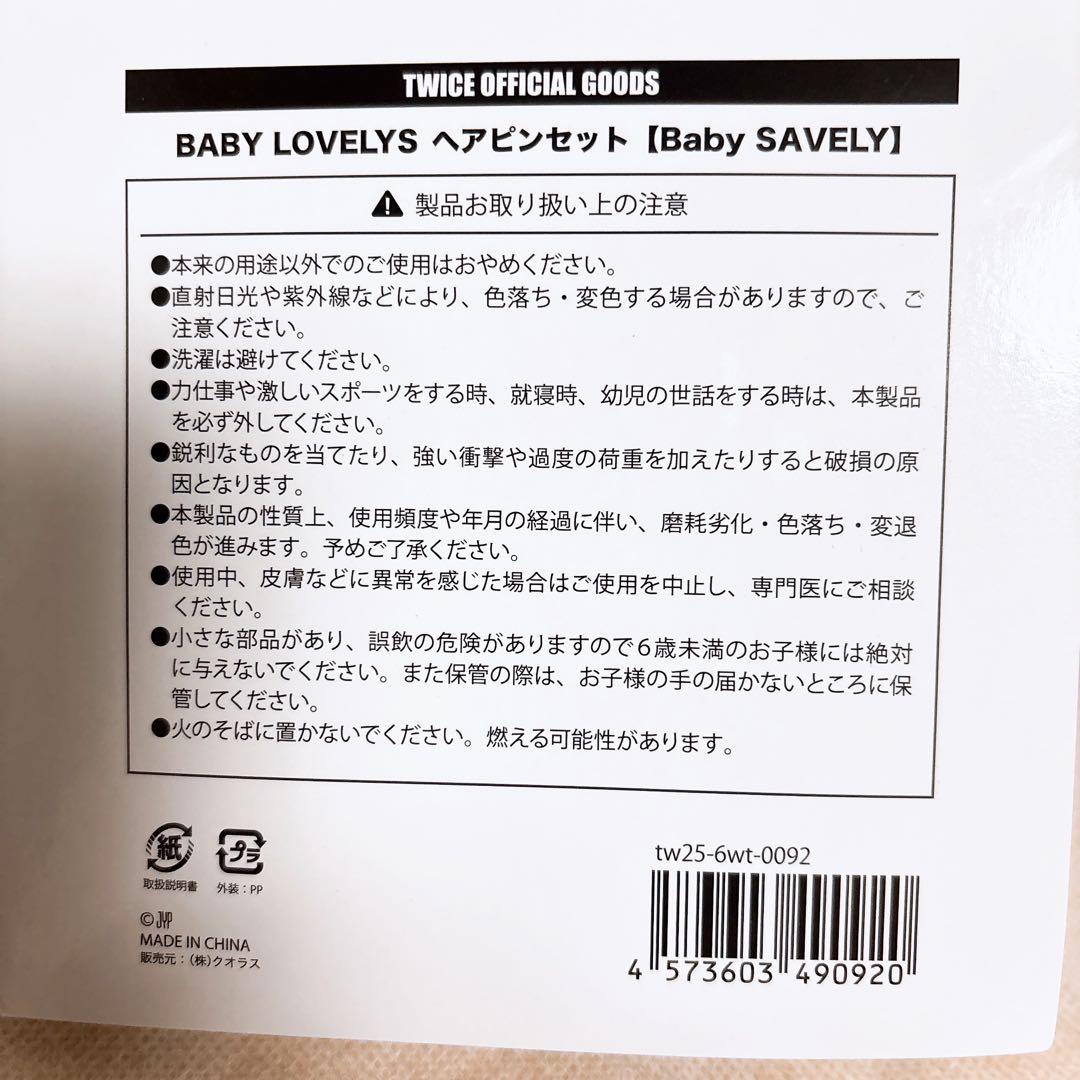 TWICE OFFICIAL GOODS
BABY LOVELYS ヘアピンセット【Baby SAVELY】
製品お取り扱い上の注意
●本来の用途以外でのご使用はおやめください。
●直射日光や紫外線などにより、色落ち・変色する場合がありますので、ご
注意ください。
●洗濯は避けてください。
●力仕事や激しいスポーツをする時、就寝時、幼児の世話をする時は、本製品
を必ず外してください。
●鋭利なものを当てたり、強い衝撃や過度の荷重を加えたりすると破損の原
因となります。
●本製品の性質上、使用頻度や年月の経過に伴い、磨耗劣化・色落ち・変退
色が進みます。予めご了承ください。
●使用中、皮膚などに異常を感じた場合はご使用を中止し、専門医にご相談
ください。
●小さな部品があり、誤飲の危険がありますので6歳未満のお子様には絶対
に与えないでください。また保管の際は、お子様の手の届かないところに保
管してください。
●火のそばに置かないでください。燃える可能性があります。
紙
取扱説明書
プラ
外装：PP
© JYP
MADE IN CHINA
販売元：（株）クオラス
tw25-6wt-0092
4 573603 490920